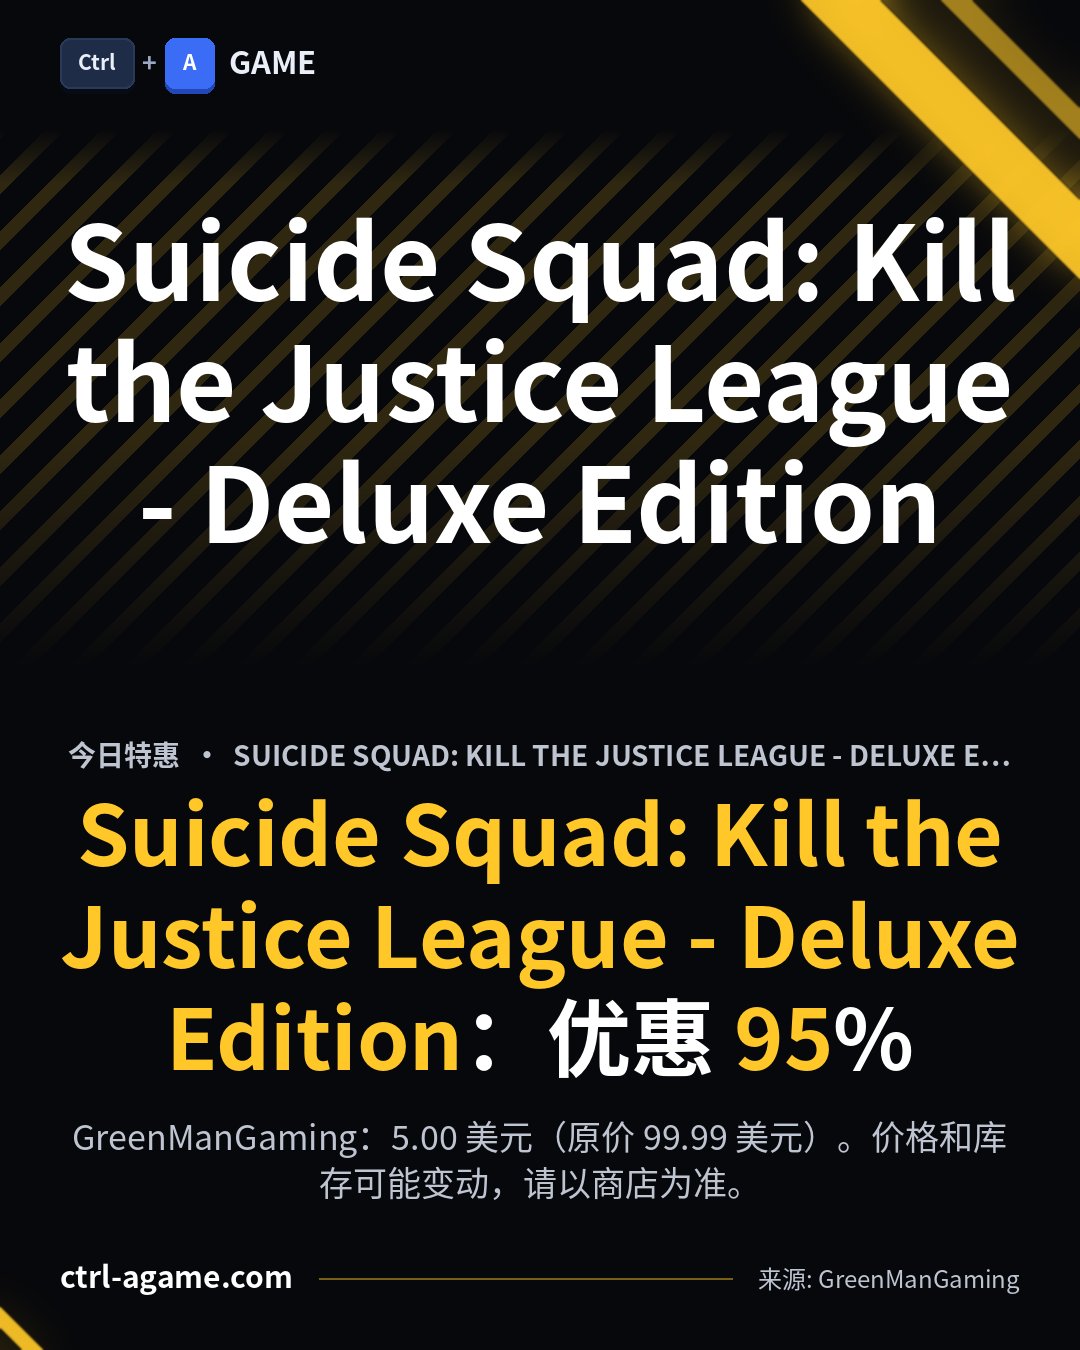 Ctrl + A GAME
Suicide Squad: Kill
the Justice League
- Deluxe Edition
今日特惠 · SUICIDE SQUAD: KILL THE JUSTICE LEAGUE - DELUXE E...
Suicide Squad: Kill the
Justice League - Deluxe
Edition：优惠 95%
GreenManGaming：5.00 美元（原价 99.99 美元）。价格和库
存可能变动，请以商店为准。
ctrl-agame.com
来源: GreenManGaming